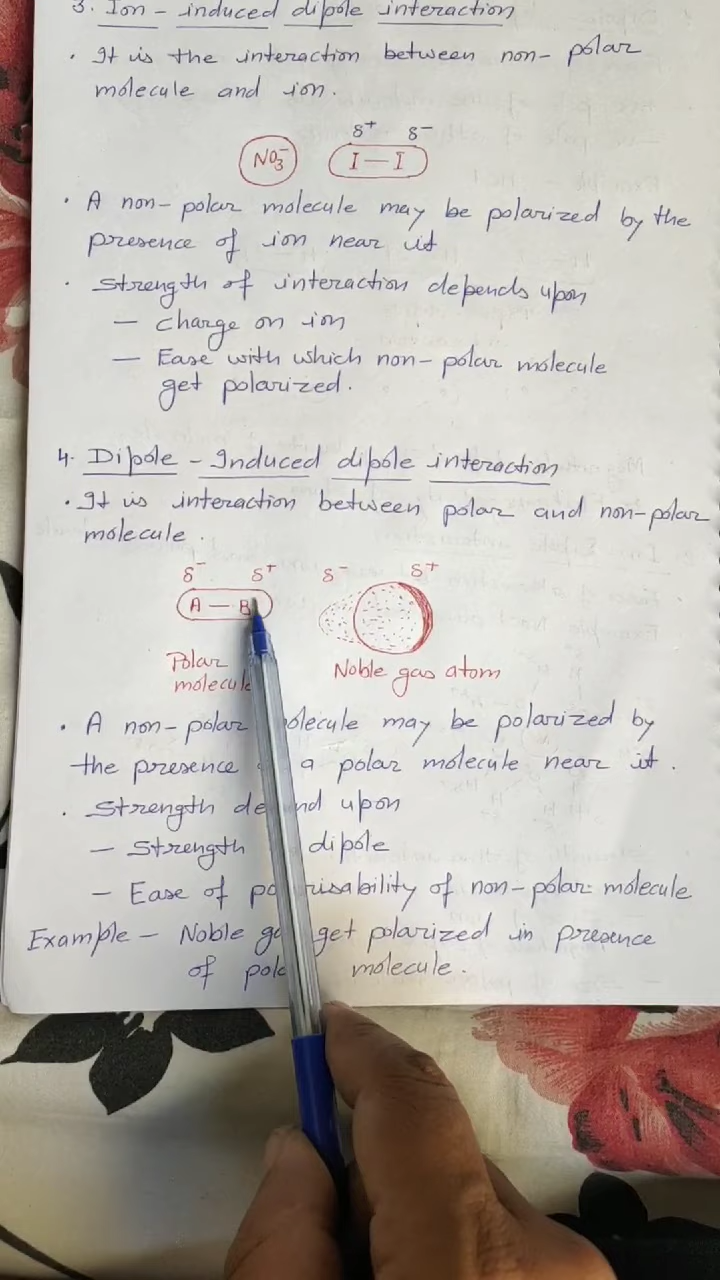 3. Ion - induced dipole interaction
• It is the interaction between non-polar
molecule and ion.
δ+ δ-
NO3- I—I
• A non-polar molecule may be polarized by the
presence of ion near it
• Strength of interaction depends upon
— Charge on ion
— Ease with which non-polar molecule
get polarized.
4. Dipole - Induced dipole interaction
• It is interaction between polar and non-polar
molecule.
δ- δ+ δ- δ+
A — B
Polar Noble gas atom
molecule
• A non-polar molecule may be polarized by
the presence a polar molecule near it.
• Strength depend upon
— Strength dipole
— Ease of polarisability of non-polar molecule
Example — Noble gas get polarized in presence
of polar molecule.